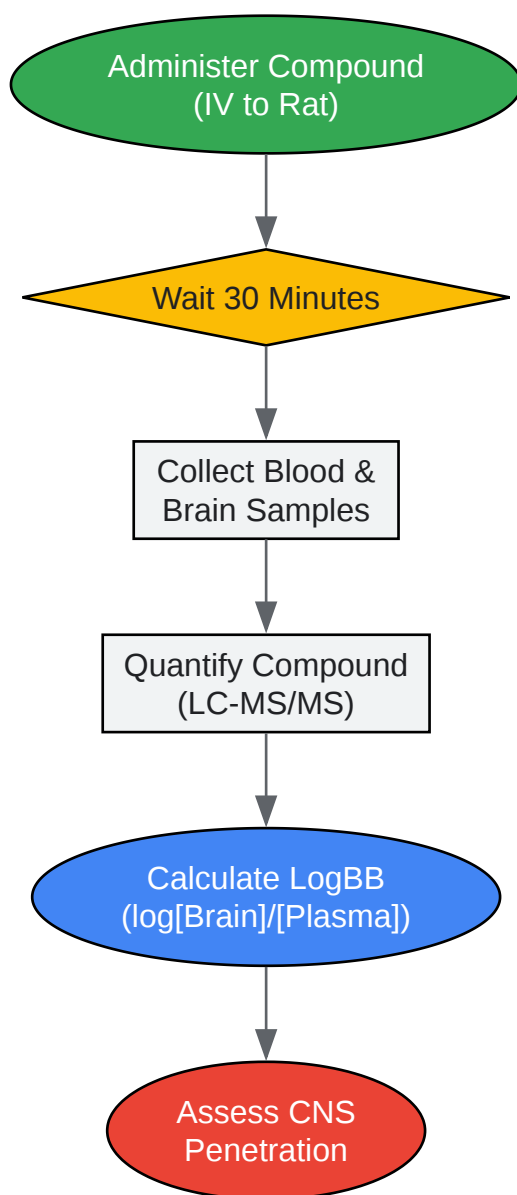 Administer Compound
(IV to Rat)
Wait 30 Minutes
Collect Blood &
Brain Samples
Quantify Compound
(LC-MS/MS)
Calculate LogBB
(log[Brain]/[Plasma])
Assess CNS
Penetration